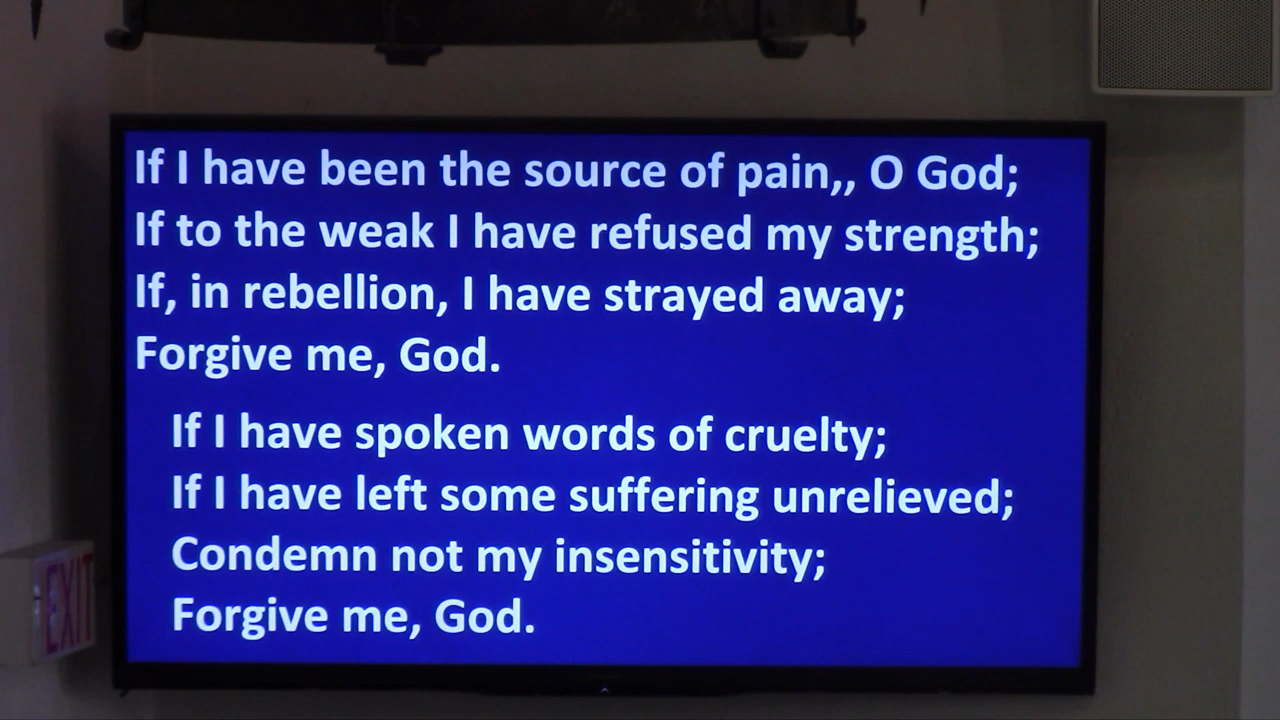 If I have been the source of pain,, O God;
If to the weak I have refused my strength;
If, in rebellion, I have strayed away;
Forgive me, God.
If I have spoken words of cruelty;
If I have left some suffering unrelieved;
Condemn not my insensitivity;
Forgive me, God.
EXIT